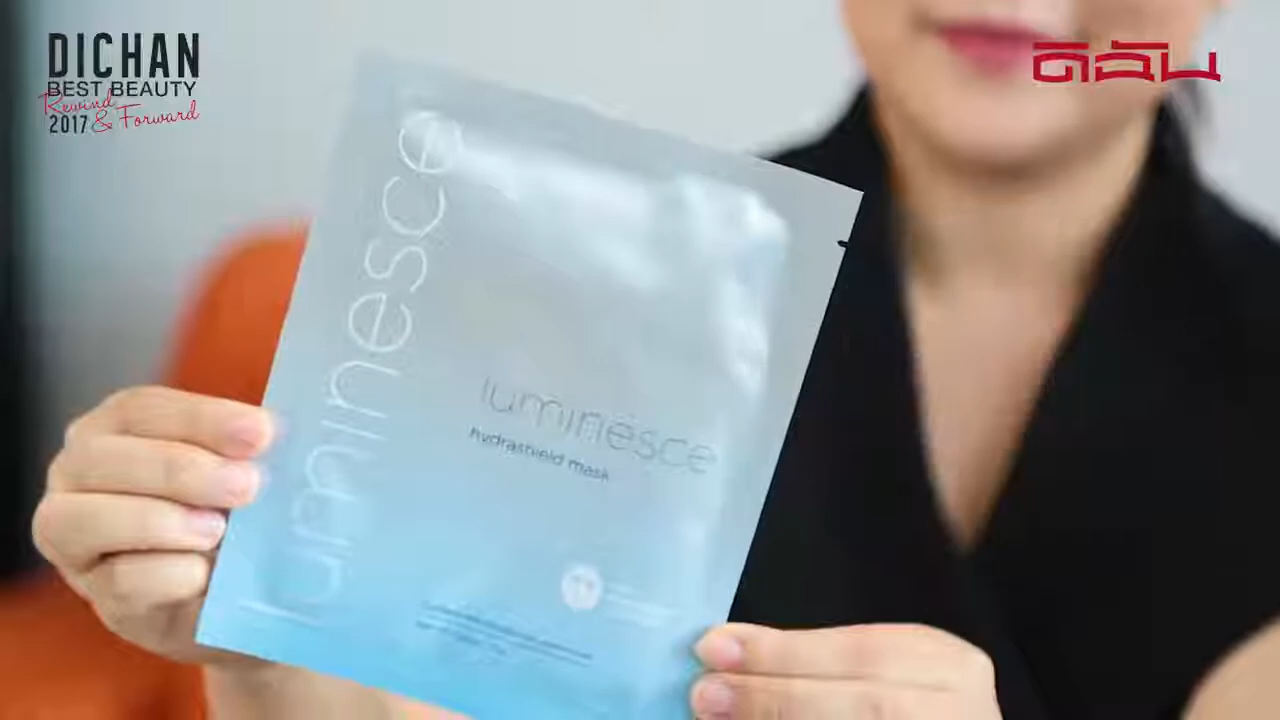 DICHAN
BEST BEAUTY
Rewind
2017 & Forward
ดิฉัน
luminesce
luminesce
hydrashield mask